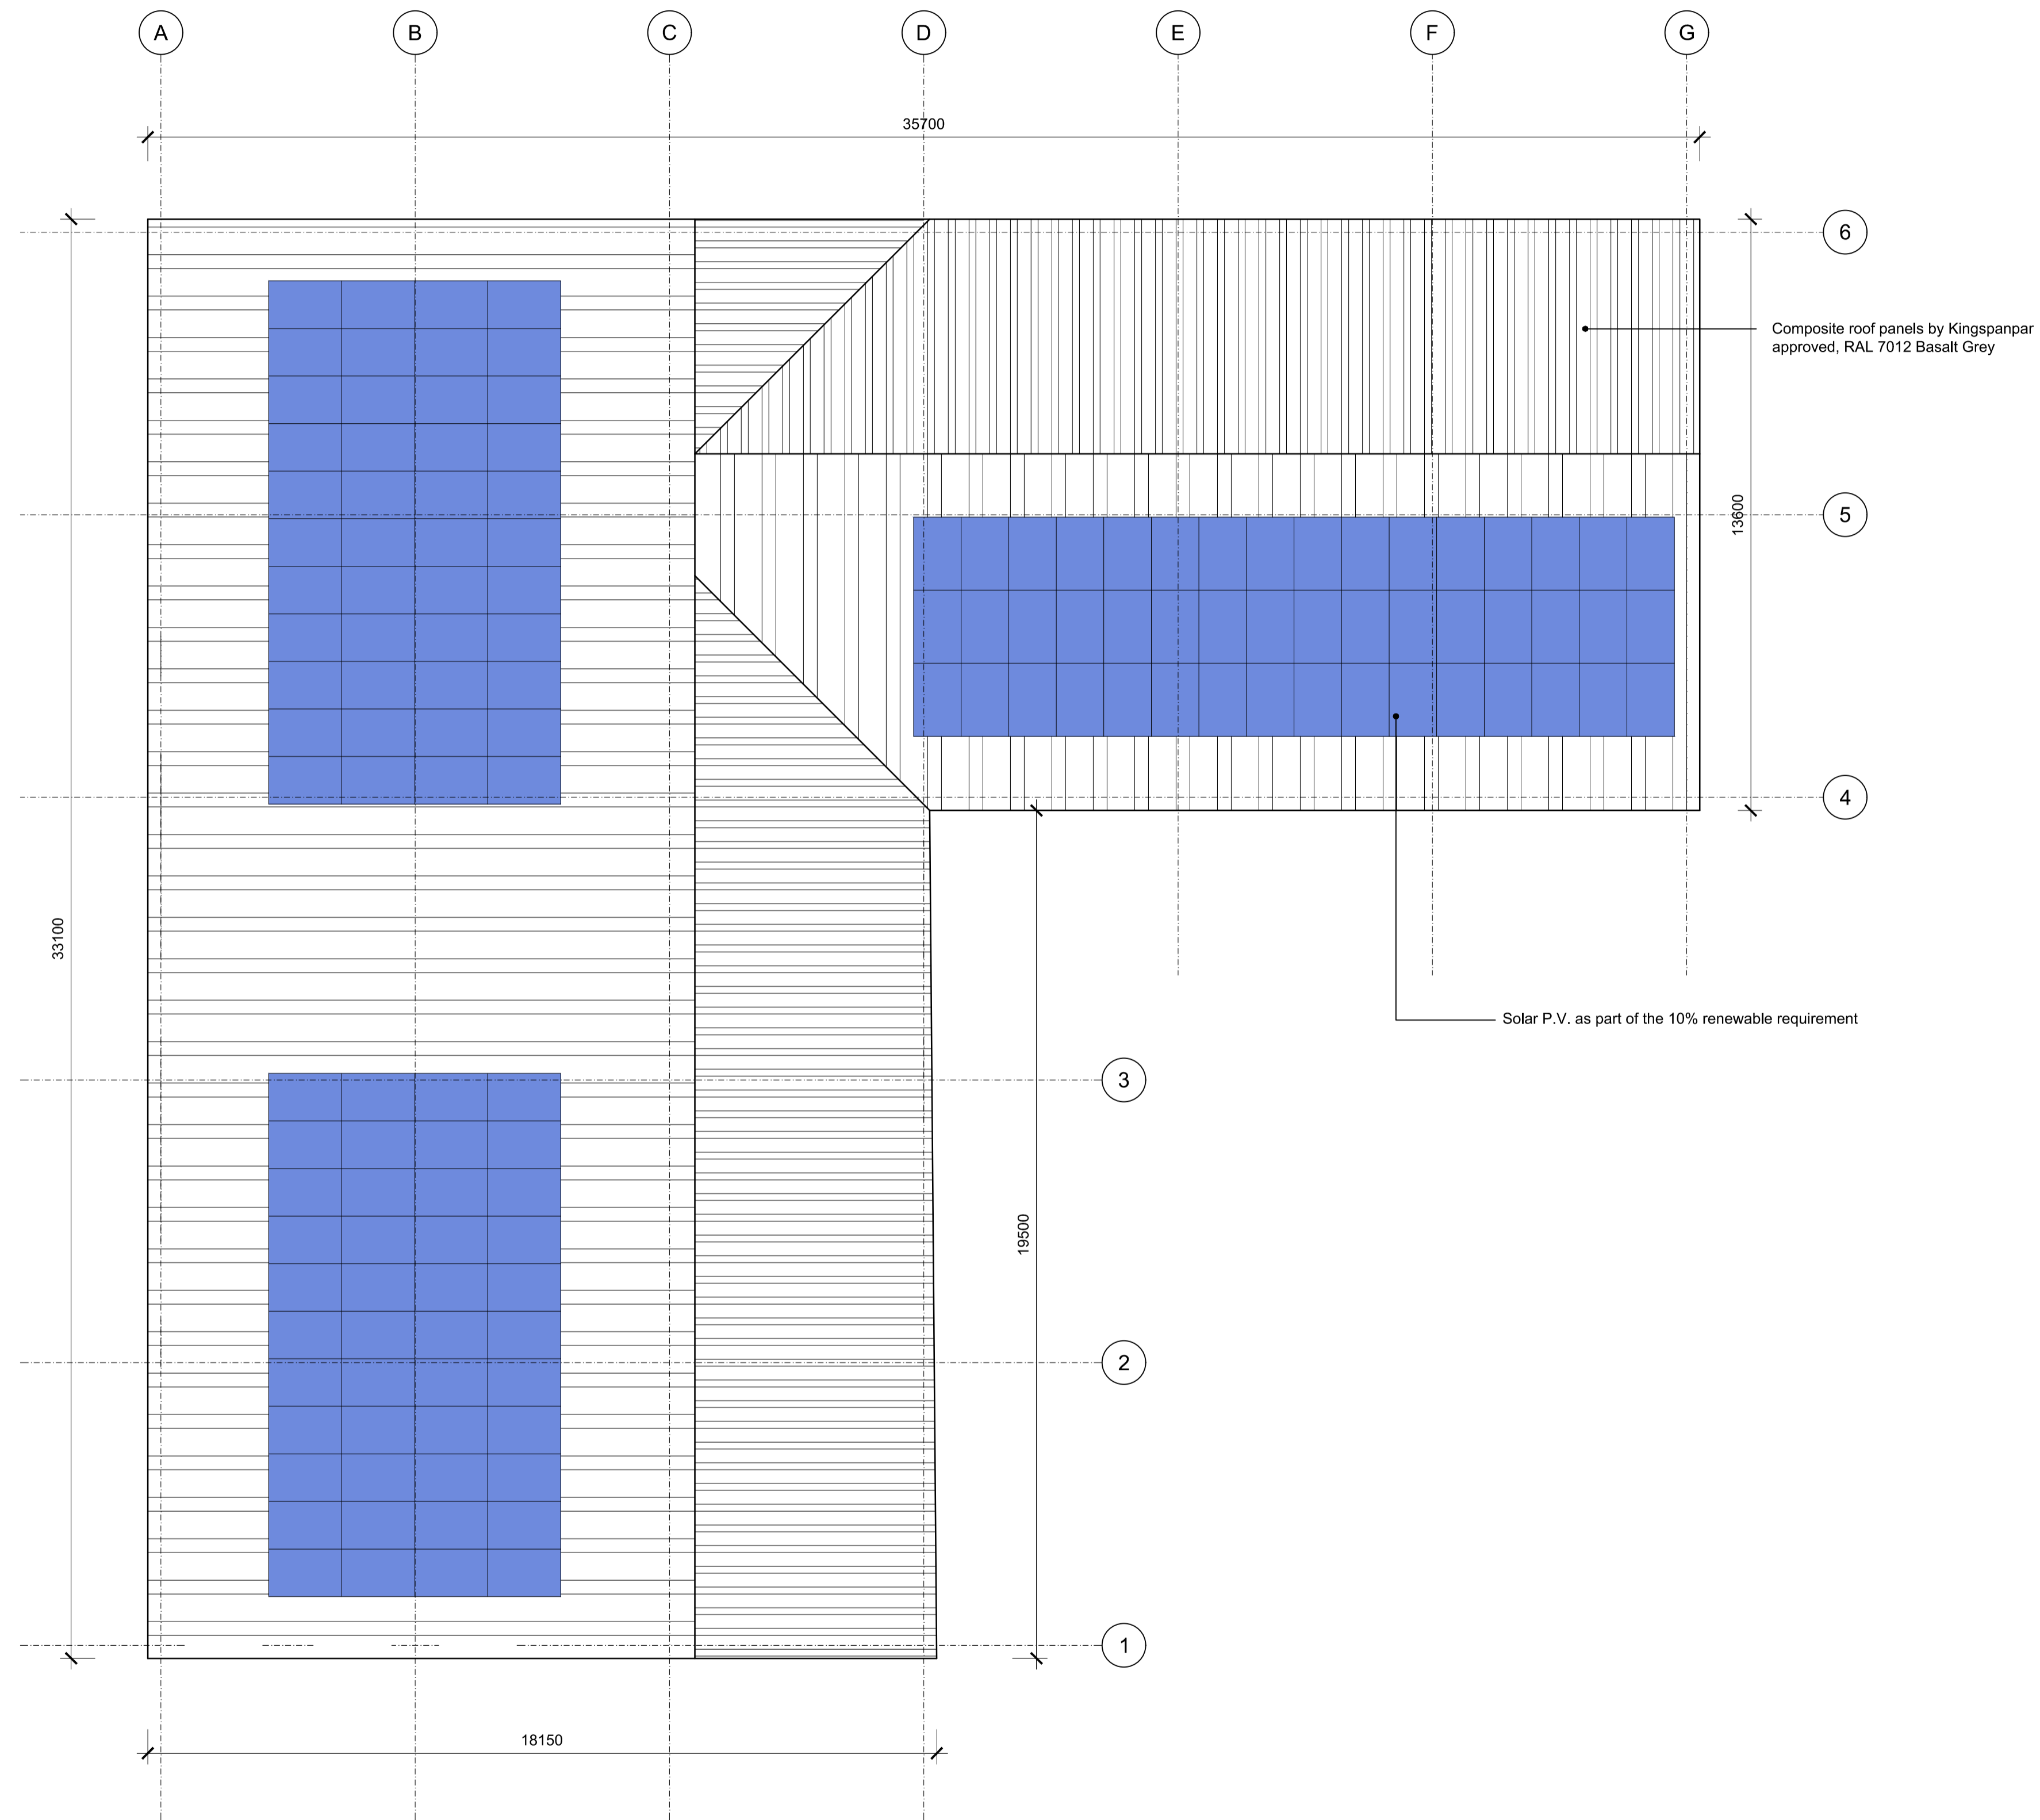 A B C D E F G
35700
6
Composite roof panels by Kingspanpar
approved, RAL 7012 Basalt Grey
5
13600
4
33100
Solar P.V. as part of the 10% renewable requirement
3
19500
2
1
18150